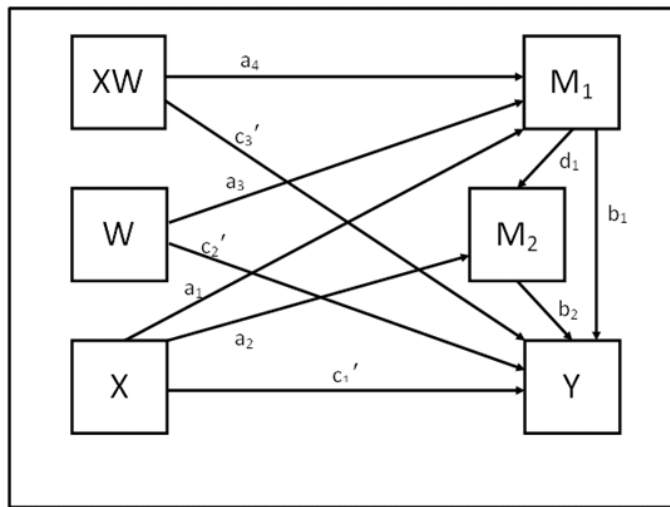 XW
a₄
M₁
c₃′
a₃
d₁
W
c₂′
M₂
b₁
a₁
b₂
a₂
X
c₁′
Y